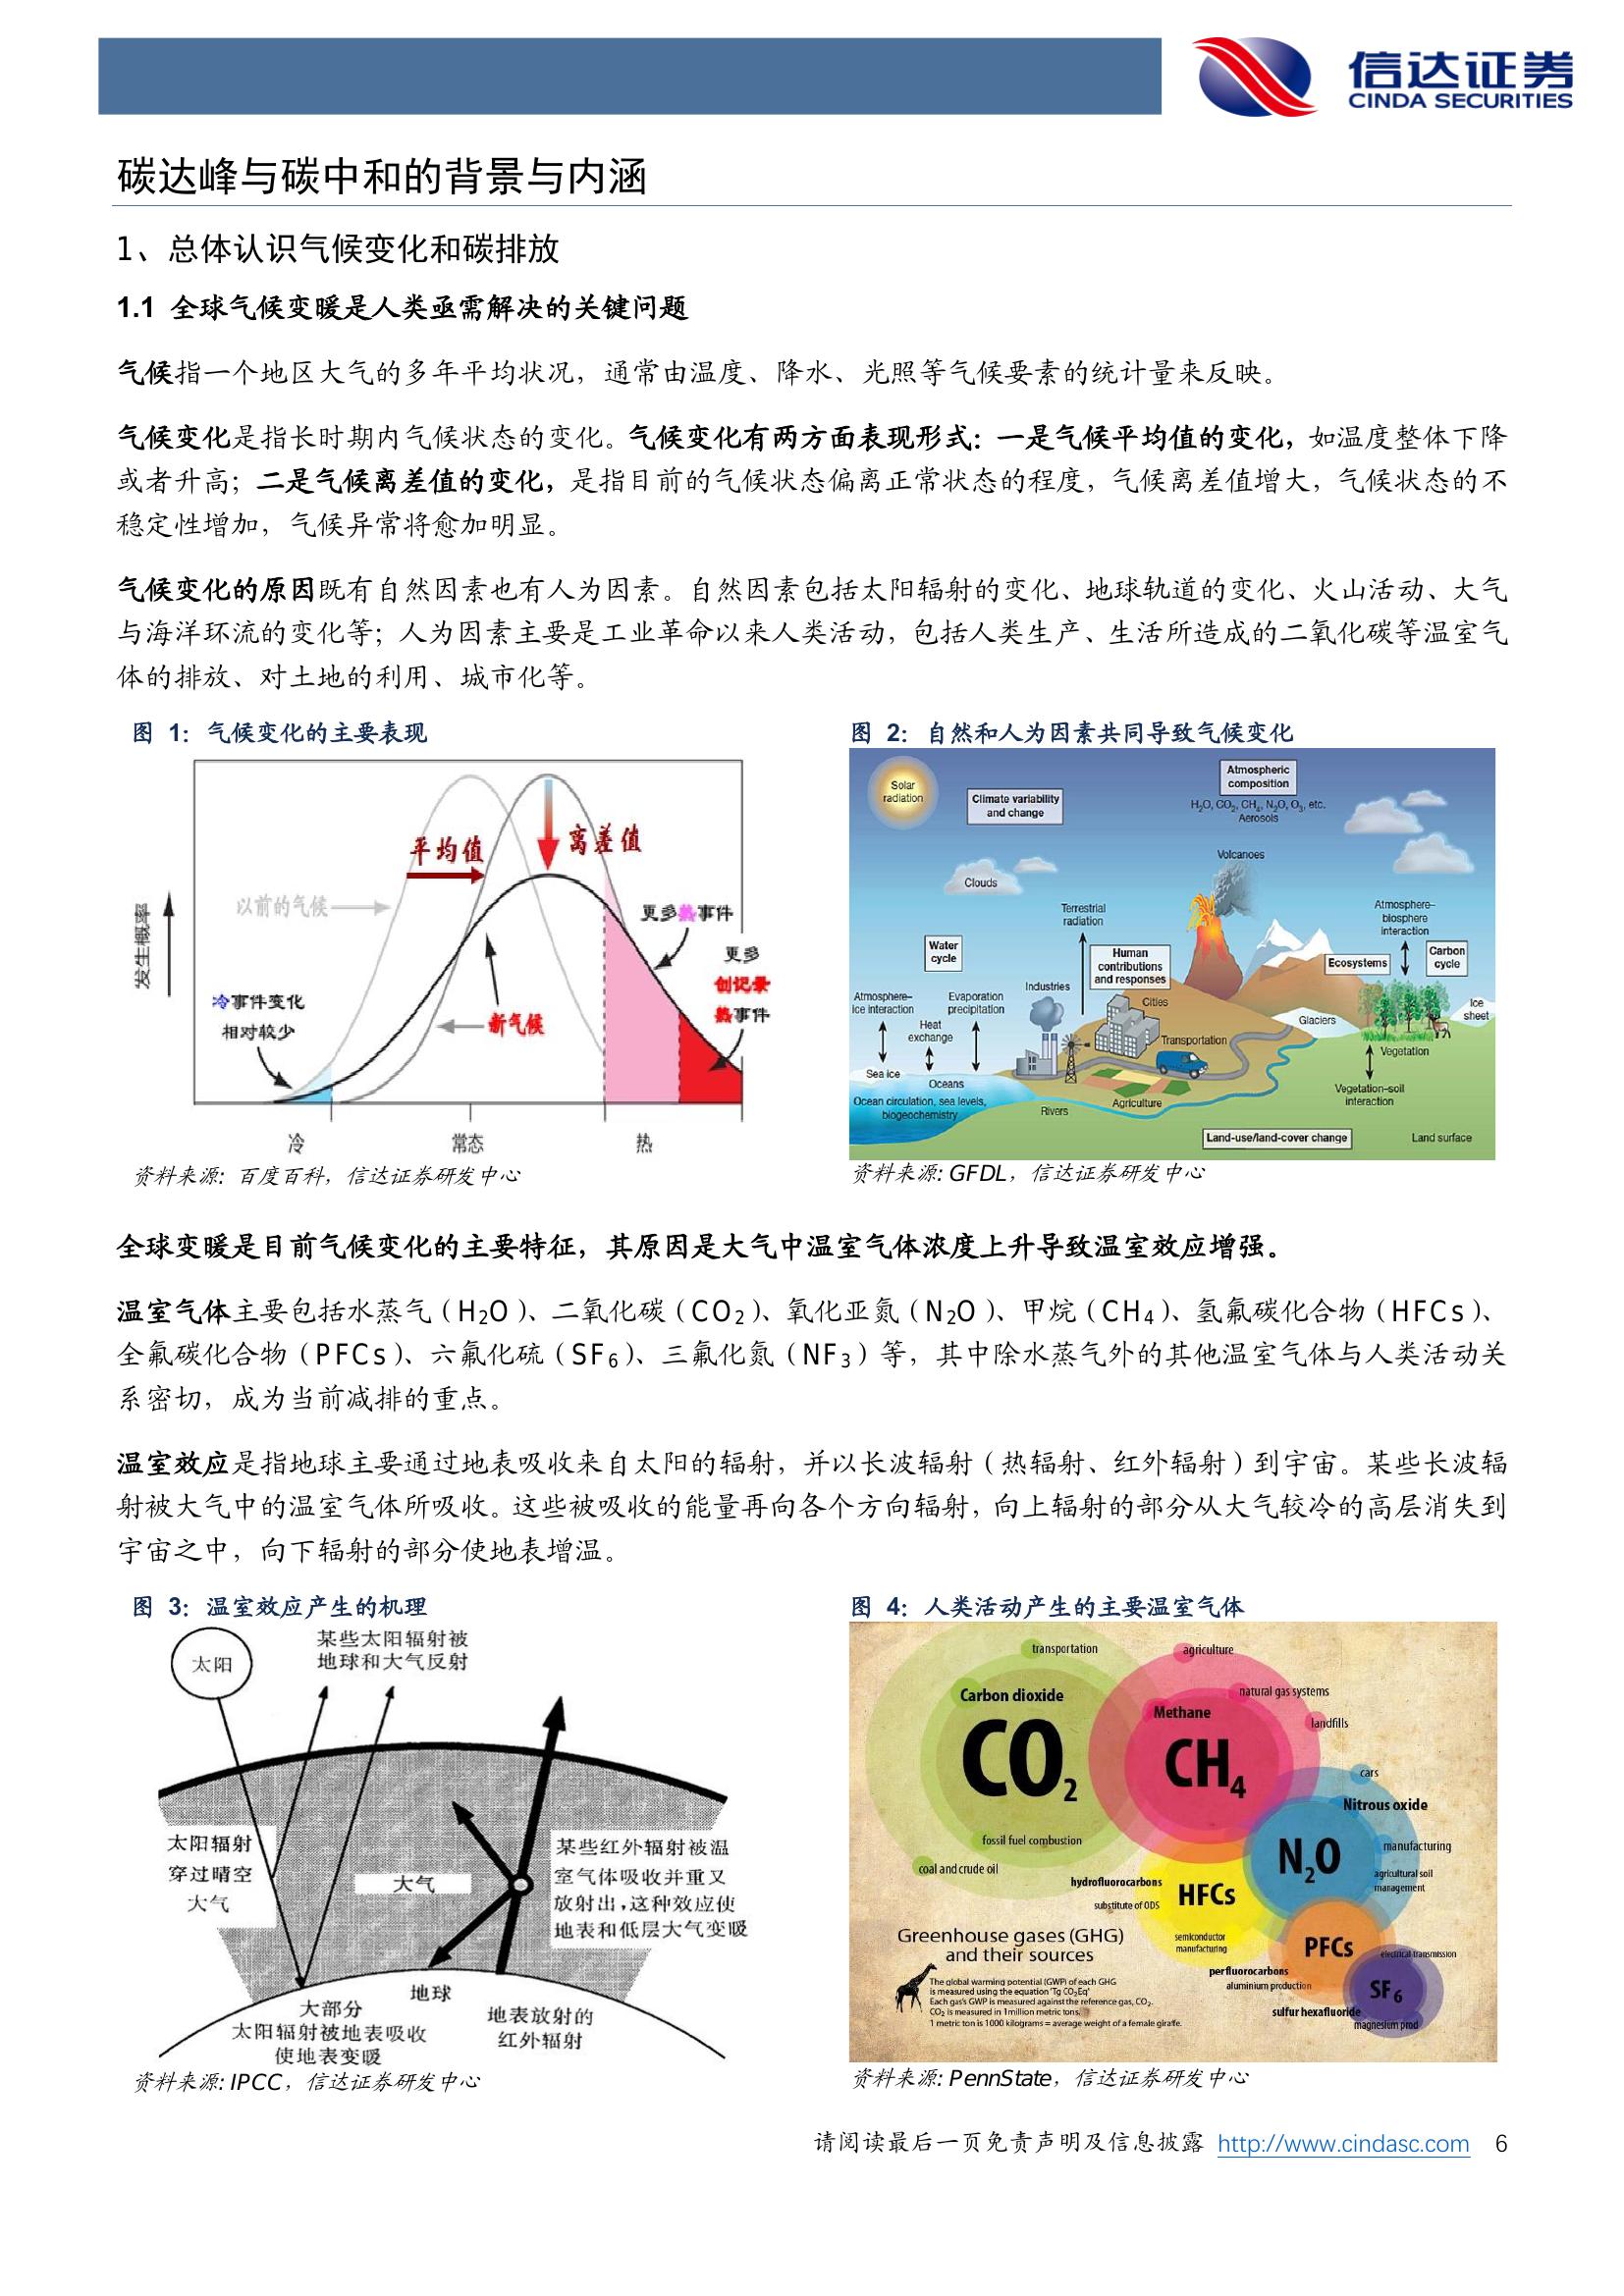 信达证券
CINDA SECURITIES
碳达峰与碳中和的背景与内涵
1、总体认识气候变化和碳排放
1.1 全球气候变暖是人类亟需解决的关键问题
气候指一个地区大气的多年平均状况，通常由温度、降水、光照等气候要素的统计量来反映。
气候变化是指长时期内气候状态的变化。气候变化有两方面表现形式：一是气候平均值的变化，如温度整体下降
或者升高；二是气候离差值的变化，是指目前的气候状态偏离正常状态的程度，气候离差值增大，气候状态的不
稳定性增加，气候异常将愈加明显。
气候变化的原因既有自然因素也有人为因素。自然因素包括太阳辐射的变化、地球轨道的变化、火山活动、大气
与海洋环流的变化等；人为因素主要是工业革命以来人类活动，包括人类生产、生活所造成的二氧化碳等温室气
体的排放、对土地的利用、城市化等。
图 1：气候变化的主要表现
平均值
离差值
以前的气候
更多热事件
更多
创记录
热事件
发生概率
冷事件变化
相对较少
新气候
冷
常态
热
资料来源：百度百科，信达证券研发中心
图 2：自然和人为因素共同导致气候变化
Solar
radiation
Climate variability
and change
Atmospheric
composition
H₂O, CO₂, CH₄, N₂O, O₃, etc.
Aerosols
Volcanoes
Clouds
Terrestrial
radiation
Atmosphere–
biosphere
interaction
Water
cycle
Human
contributions
and responses
Ecosystems
Carbon
cycle
Industries
Atmosphere–
ice interaction
Evaporation
precipitation
Cities
Ice
sheet
Heat
exchange
Glaciers
Transportation
Vegetation
Sea ice
Oceans
Vegetation–soil
interaction
Ocean circulation, sea levels,
biogeochemistry
Rivers
Agriculture
Land-use/land-cover change
Land surface
资料来源: GFDL，信达证券研发中心
全球变暖是目前气候变化的主要特征，其原因是大气中温室气体浓度上升导致温室效应增强。
温室气体主要包括水蒸气（H₂O）、二氧化碳（CO₂）、氧化亚氮（N₂O）、甲烷（CH₄）、氢氟碳化合物（HFCs）、
全氟碳化合物（PFCs）、六氟化硫（SF₆）、三氟化氮（NF₃）等，其中除水蒸气外的其他温室气体与人类活动关
系密切，成为当前减排的重点。
温室效应是指地球主要通过地表吸收来自太阳的辐射，并以长波辐射（热辐射、红外辐射）到宇宙。某些长波辐
射被大气中的温室气体所吸收。这些被吸收的能量再向各个方向辐射，向上辐射的部分从大气较冷的高层消失到
宇宙之中，向下辐射的部分使地表增温。
图 3：温室效应产生的机理
太阳
某些太阳辐射被
地球和大气反射
太阳辐射
穿过晴空
大气
大气
某些红外辐射被温
室气体吸收并重又
放射出,这种效应使
地表和低层大气变暖
地球
大部分
太阳辐射被地表吸收
使地表变暖
地表放射的
红外辐射
资料来源: IPCC，信达证券研发中心
图 4：人类活动产生的主要温室气体
transportation
agriculture
Carbon dioxide
CO₂
natural gas systems
Methane
CH₄
landfills
cars
Nitrous oxide
N₂O
fossil fuel combustion
manufacturing
coal and crude oil
agricultural soil
management
hydrofluorocarbons
HFCs
substitute of ODS
Greenhouse gases (GHG)
and their sources
semiconductor
manufacturing
PFCs
electrical transmission
perfluorocarbons
aluminium production
SF₆
sulfur hexafluoride
magnesium prod
The global warming potential (GWP) of each GHG
is measured using the equation 'Tg CO₂Eq'
Each gas's GWP is measured against the reference gas, CO₂.
CO₂ is measured in 1million metric tons.
1 metric ton is 1000 kilograms = average weight of a female giraffe.
资料来源: PennState，信达证券研发中心
请阅读最后一页免责声明及信息披露 http://www.cindasc.com 6